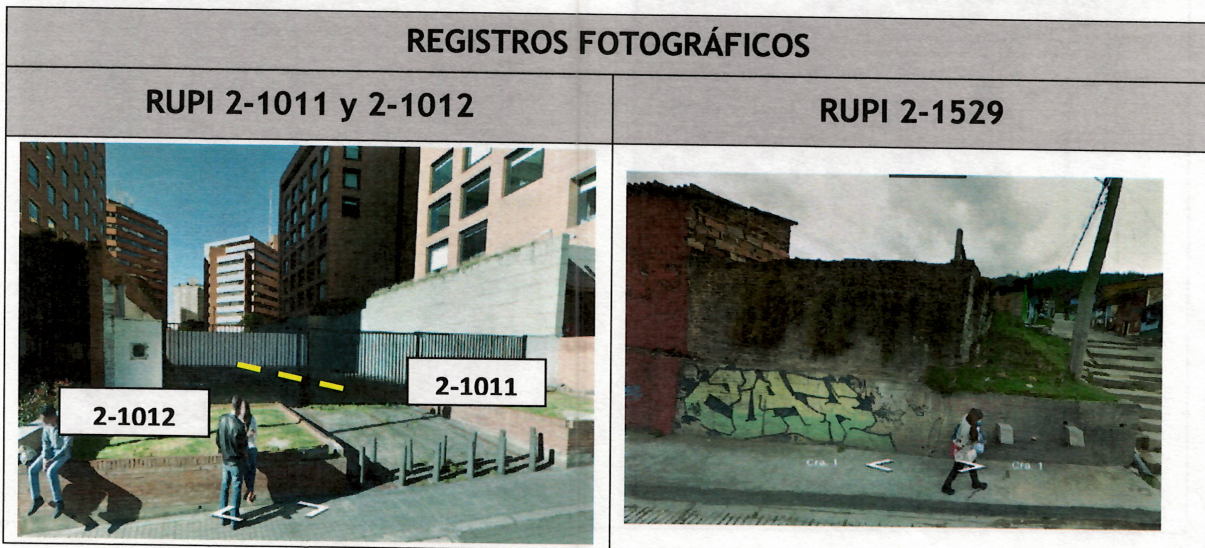 REGISTROS FOTOGRÁFICOS
RUPI 2-1011 y 2-1012
RUPI 2-1529
2-1012
2-1011
Cra. 1
Cra. 1